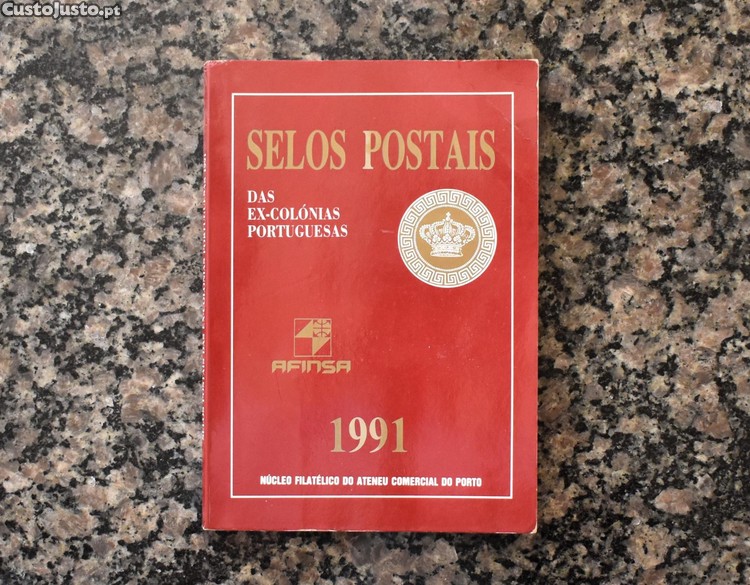 CustoJusto.pt
SELOS POSTAIS
DAS
EX-COLÓNIAS
PORTUGUESAS
AFINSA
1991
NÚCLEO FILATÉLICO DO ATENEU COMERCIAL DO PORTO